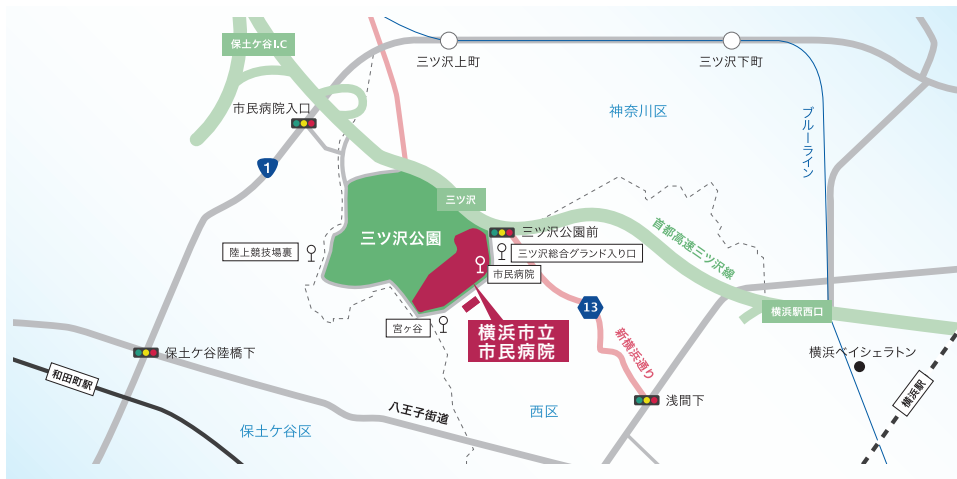 保土ケ谷I.C
三ツ沢上町
三ツ沢下町
市民病院入口
神奈川区
ブルーライン
1
三ツ沢
三ツ沢公園
三ツ沢公園前
首都高速三ツ沢線
陸上競技場裏
三ツ沢総合グランド入り口
市民病院
13
横浜駅西口
宮ヶ谷
横浜市立
市民病院
新横浜通り
保土ケ谷陸橋下
横浜ベイシェラトン
和田町駅
横浜駅
浅間下
八王子街道
西区
保土ケ谷区